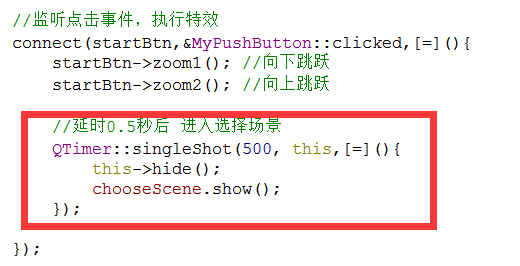 //监听点击事件，执行特效
connect(startBtn,&MyPushButton::clicked,[=](){
startBtn->zoom1(); //向下跳跃
startBtn->zoom2(); //向上跳跃
//延时0.5秒后 进入选择场景
QTimer::singleShot(500, this,[=](){
this->hide();
chooseScene.show();
});
});